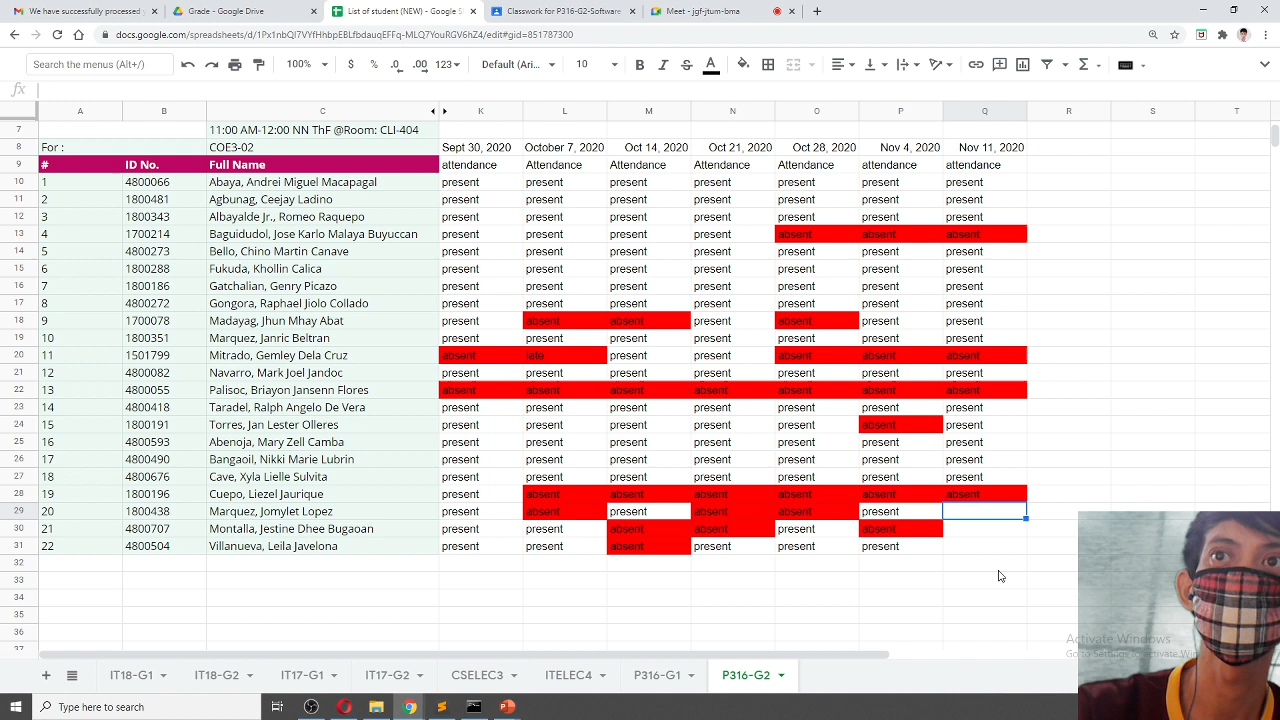 We have successfully
Grade - Google Drive
List of student (NEW) - Google S
Classwork for P316-G2-Software
Meet - jgf-jtum-bma
docs.google.com/spreadsheets/d/
Search the menus (Alt+/) 100% $ % .0 .00 123 Default (Ari... 10 B I S A
fx
A B C K L M N O P Q R S T
7 11:00 AM-12:00 NN ThF @Room: CLI-404
8 For : COE3-02 Sept 30, 2020 October 7, 2020 Oct 14, 2020 Oct 21, 2020 Oct 28, 2020 Nov 4, 2020 Nov 11, 2020
9 # ID No. Full Name attendance Attendance attendance attendance attendance attendance attendance
10 1 4800066 Abaya, Andrei Miguel Macapagal present present present present present present present
11 2 1800481 Agbunag, Ceejay Ladino present present present present present present present
12 3 1800343 Albayalde Jr., Romeo Raquepo present present present present present present present
13 4 1700214 Baguidudol, Jose Karlo Malaya Buyuccan present present present present absent absent absent
14 5 4800273 Bello, Chino Martin Canave present present present present present present present
15 6 1800288 Fukuda, Khollin Calica present present present present present present present
16 7 1800186 Gatchalian, Genry Picazo present present present present present present present
17 8 4800272 Gongora, Raphael Jiolo Collado present present present present present present present
18 9 1700078 Madayag, Jhun Mhay Abat present absent absent present absent present present
19 10 1800351 Marquez, Janric Beltran present present present present present present present
20 11 1501799 Mitrado, Gemley Dela Cruz absent late present present absent absent absent
21 12 4800082 Navarro, Mark Joel Jandoc present present present present present present present
22 13 4800055 Palisoc, Briayon Jansenn Flores absent absent absent absent absent absent absent
23 14 4800418 Tarader, Ralph Angelo De Vera present present present present present present present
24 15 1800191 Torres, Jan Lester Olleres present present present present present absent present
25 16 4800593 Abenoja, Mary Zell Camba present present present present present present present
26 17 4800490 Bangaoil, Nikki Marie Lubrin present present present present present present present
27 18 4800676 Cave, Xyla Lielle Sulvita present present present present present present present
28 19 1800196 Cuepo, Liezel Jaurique present absent absent absent absent absent absent
29 20 1800438 Marquez, Jomylet Lopez present absent present absent absent present
30 21 4800707 Montalla, Jestine Dhee Bugaoan present present absent absent present absent
31 22 4800504 Villanueva, Leila Javelona present present absent present present present
32
33
34
35
36
37
Activate Windows
Go to Settings to activate Win
IT18-G1 IT18-G2 IT17-G1 IT17-G2 CSELEC3 ITELEC4 P316-G1 P316-G2
Type here to search